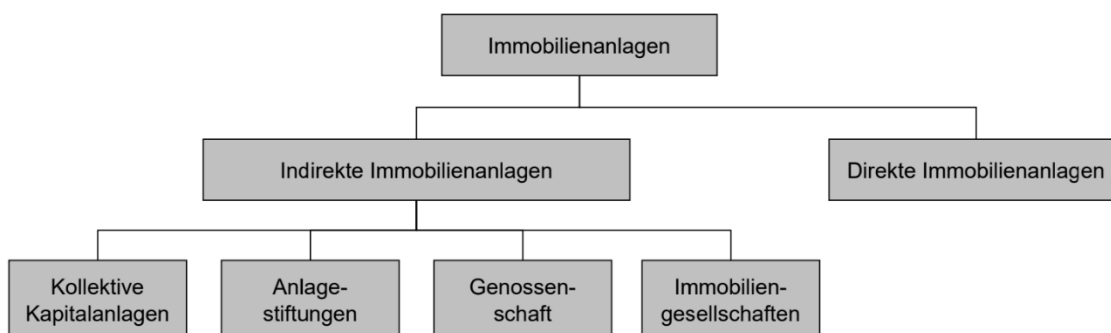 Immobilienanlagen
Indirekte Immobilienanlagen
Direkte Immobilienanlagen
Kollektive
Kapitalanlagen
Anlage-
stiftungen
Genossen-
schaft
Immobilien-
gesellschaften